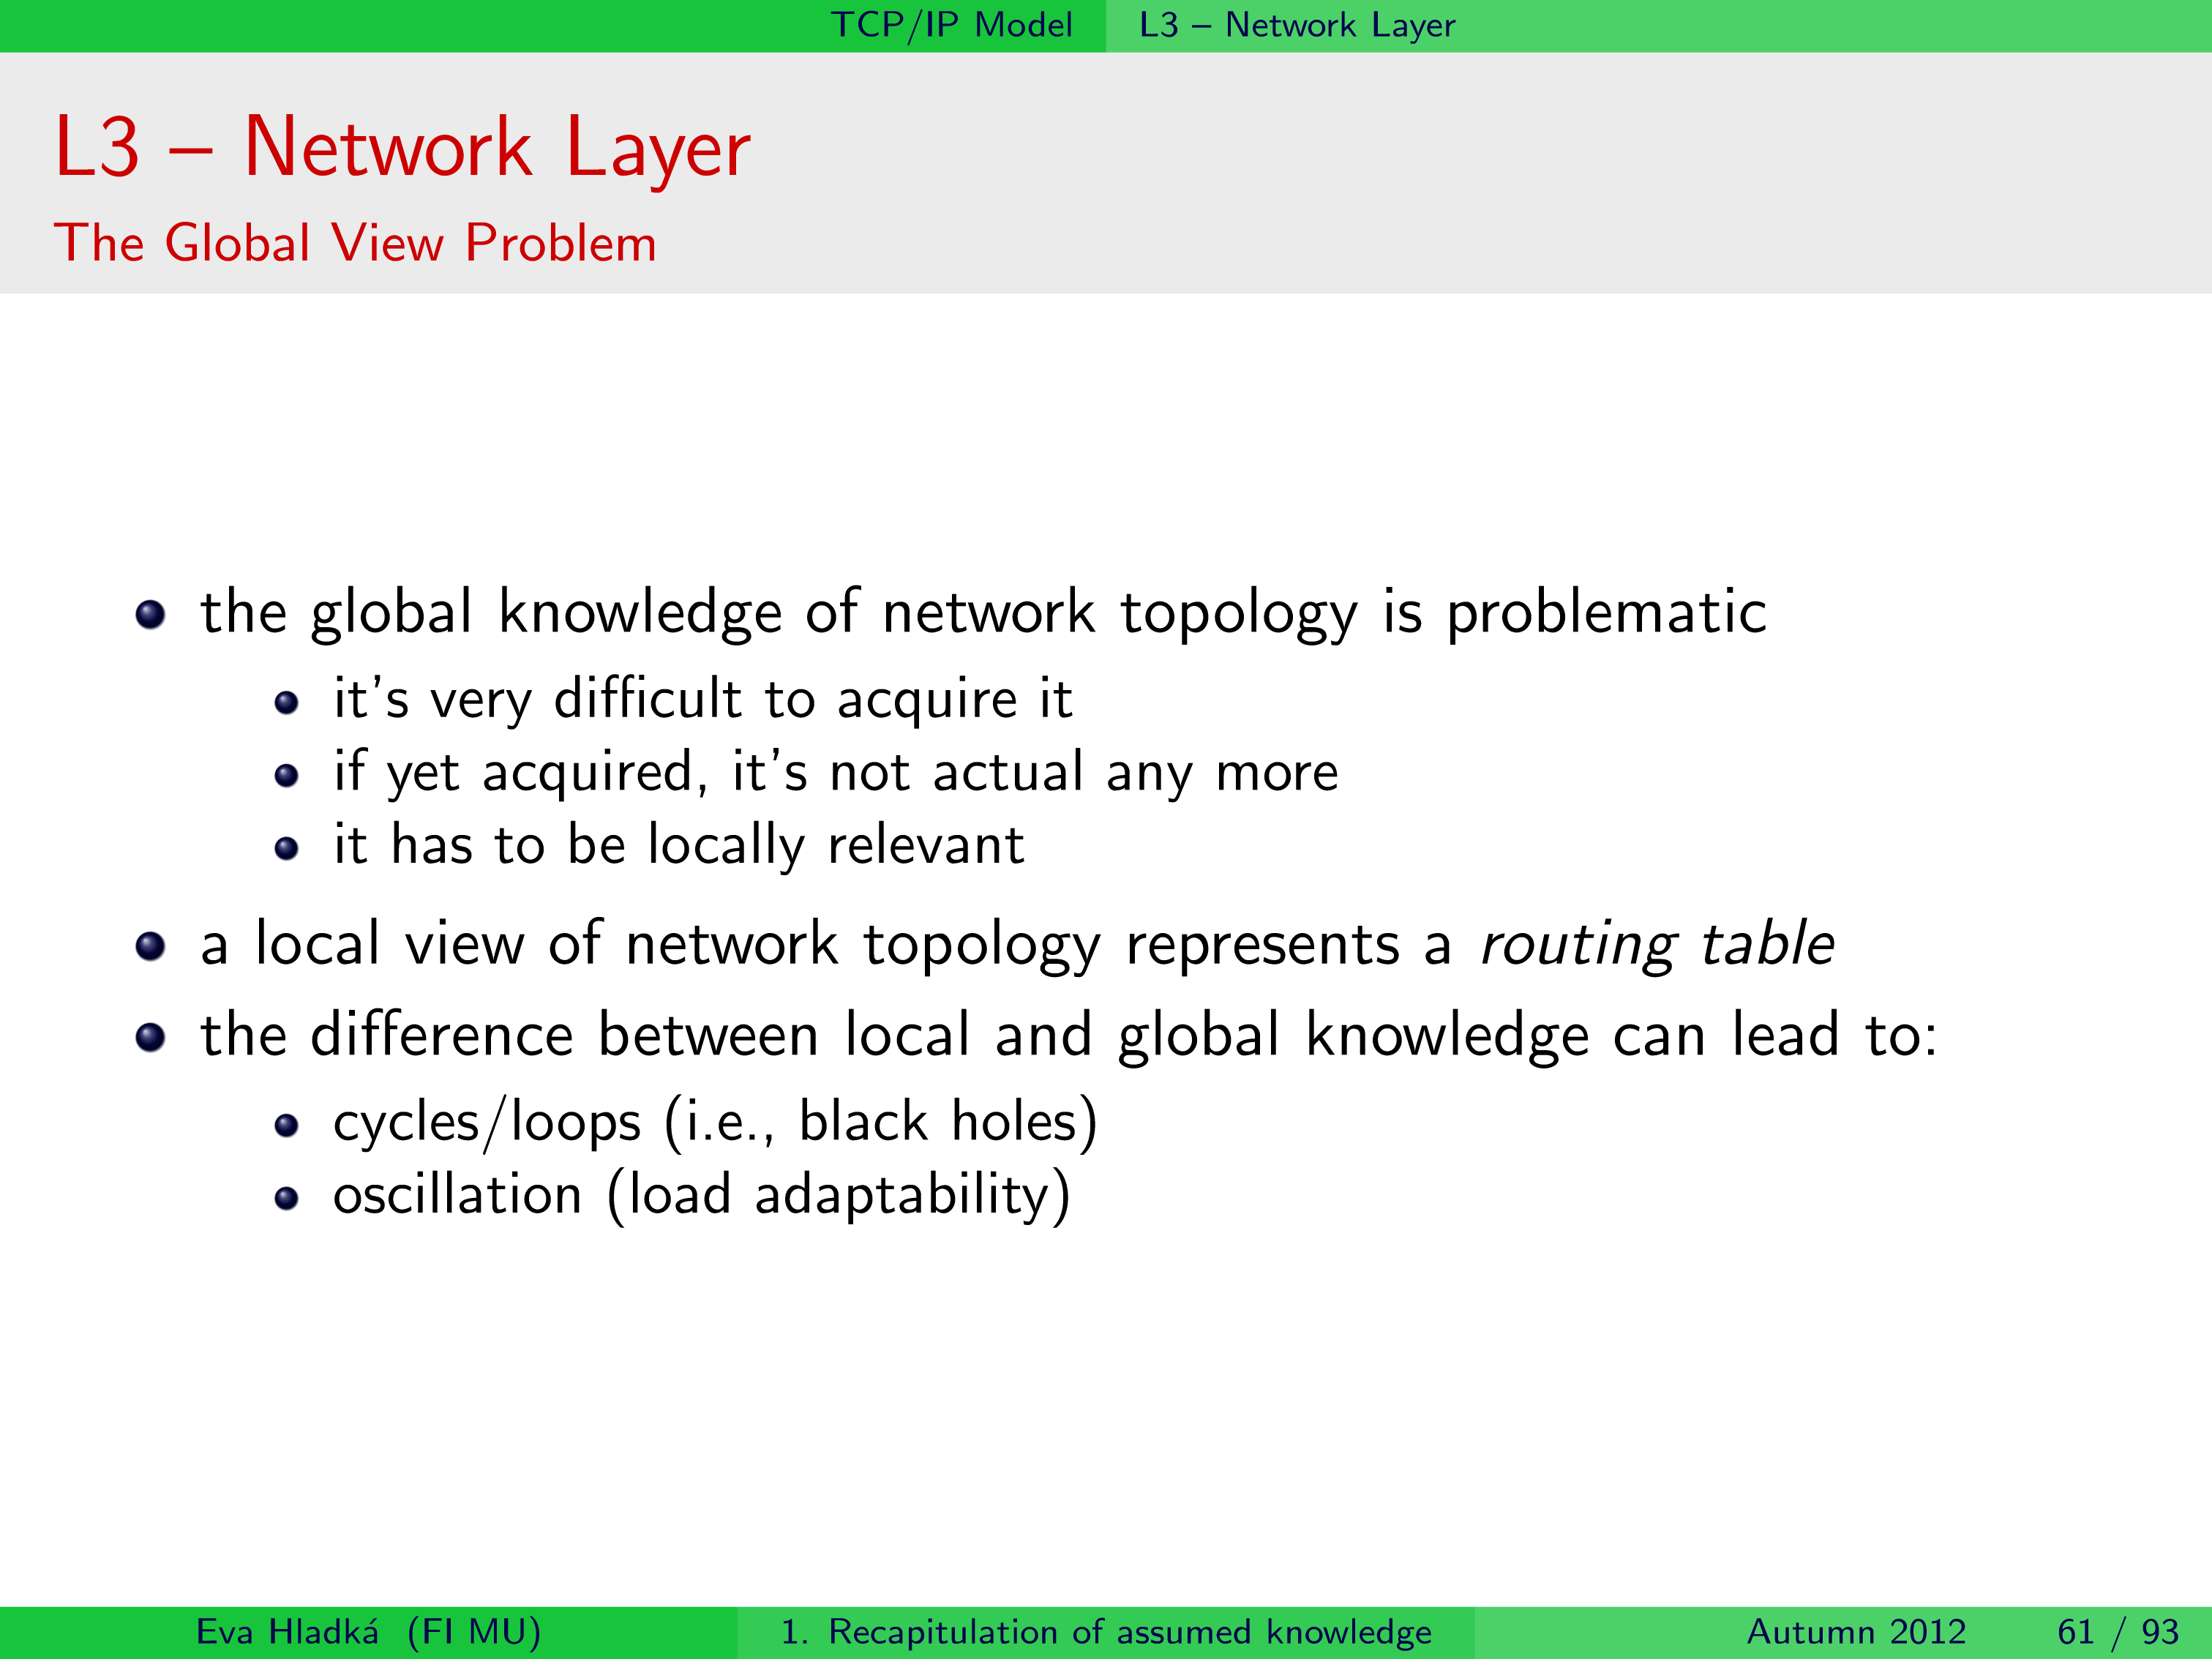 TCP/IP Model L3 – Network Layer
L3 – Network Layer
The Global View Problem
the global knowledge of network topology is problematic
it's very difficult to acquire it
if yet acquired, it's not actual any more
it has to be locally relevant
a local view of network topology represents a routing table
the difference between local and global knowledge can lead to:
cycles/loops (i.e., black holes)
oscillation (load adaptability)
Eva Hladká (FI MU) 1. Recapitulation of assumed knowledge Autumn 2012 61 / 93